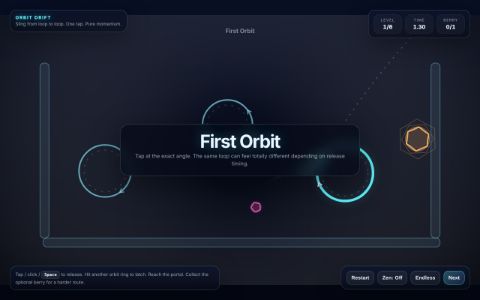 ORBIT DRIFT
Sling from loop to loop. One tap. Pure momentum.
First Orbit
LEVEL
1/6
TIME
1.30
BERRY
0/1
First Orbit
Tap at the exact angle. The same loop can feel totally different depending on release
timing.
Tap / click / Space to release. Hit another orbit ring to latch. Reach the portal. Collect the
optional berry for a harder route.
Restart
Zen: Off
Endless
Next